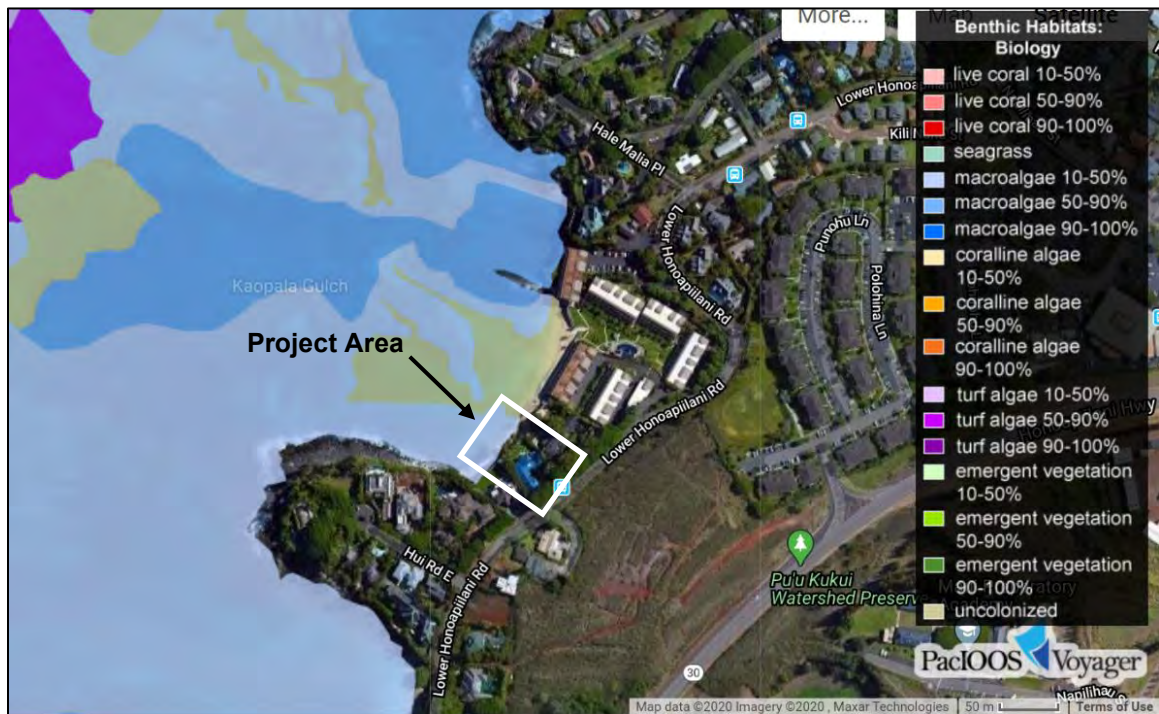 More...
Map
Satellite
Benthic Habitats:
Biology
live coral 10-50%
live coral 50-90%
live coral 90-100%
seagrass
macroalgae 10-50%
macroalgae 50-90%
macroalgae 90-100%
coralline algae
10-50%
coralline algae
50-90%
coralline algae
90-100%
turf algae 10-50%
turf algae 50-90%
turf algae 90-100%
emergent vegetation
10-50%
emergent vegetation
50-90%
emergent vegetation
90-100%
uncolonized
Lower Honoapiilani Rd
Kili
Hale Malia Pl
Lower Honoapiilani Rd
Punohu Ln
Polohina Ln
Kaopala Gulch
Project Area
Lower Honoapiilani Rd
Hui Rd E
Lower Honoapiilani Rd
Pu'u Kukui
Watershed Preserve
30
PacIOOS Voyager
Map data ©2020 Imagery ©2020 , Maxar Technologies
50 m
Terms of Use